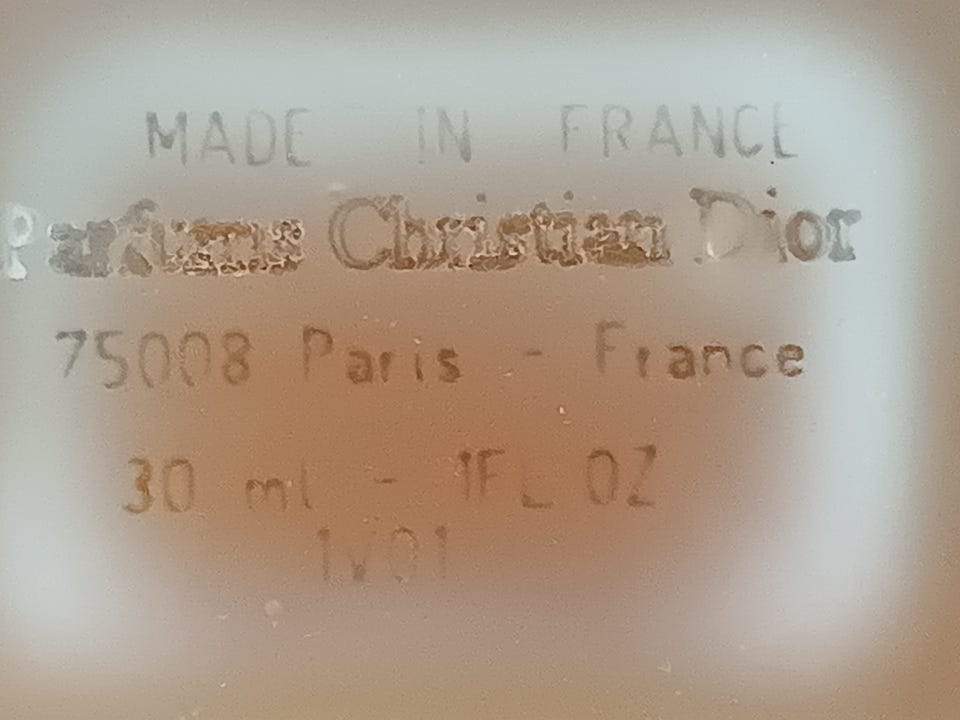 MADE IN FRANCE
Parfums Christian Dior
75008 Paris - France
30 ml - 1FL OZ
1V01